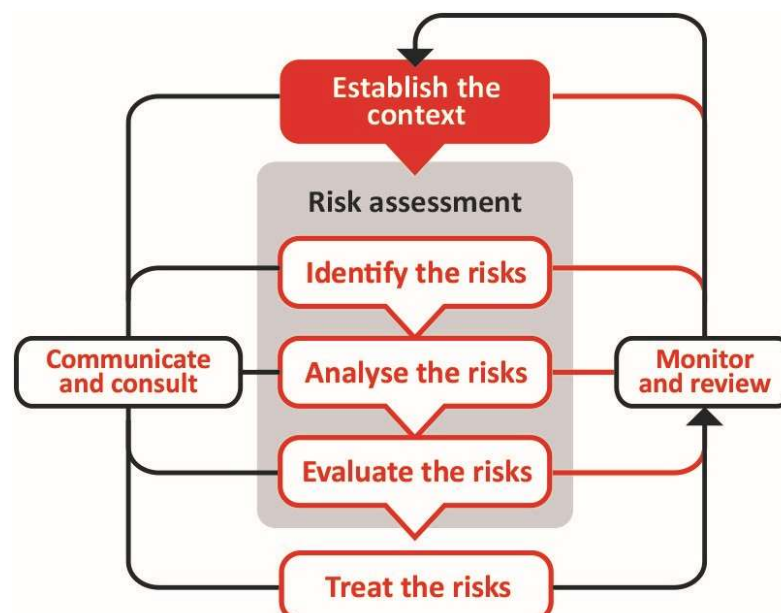 Establish the
context
Risk assessment
Identify the risks
Communicate
and consult
Analyse the risks
Monitor
and review
Evaluate the risks
Treat the risks